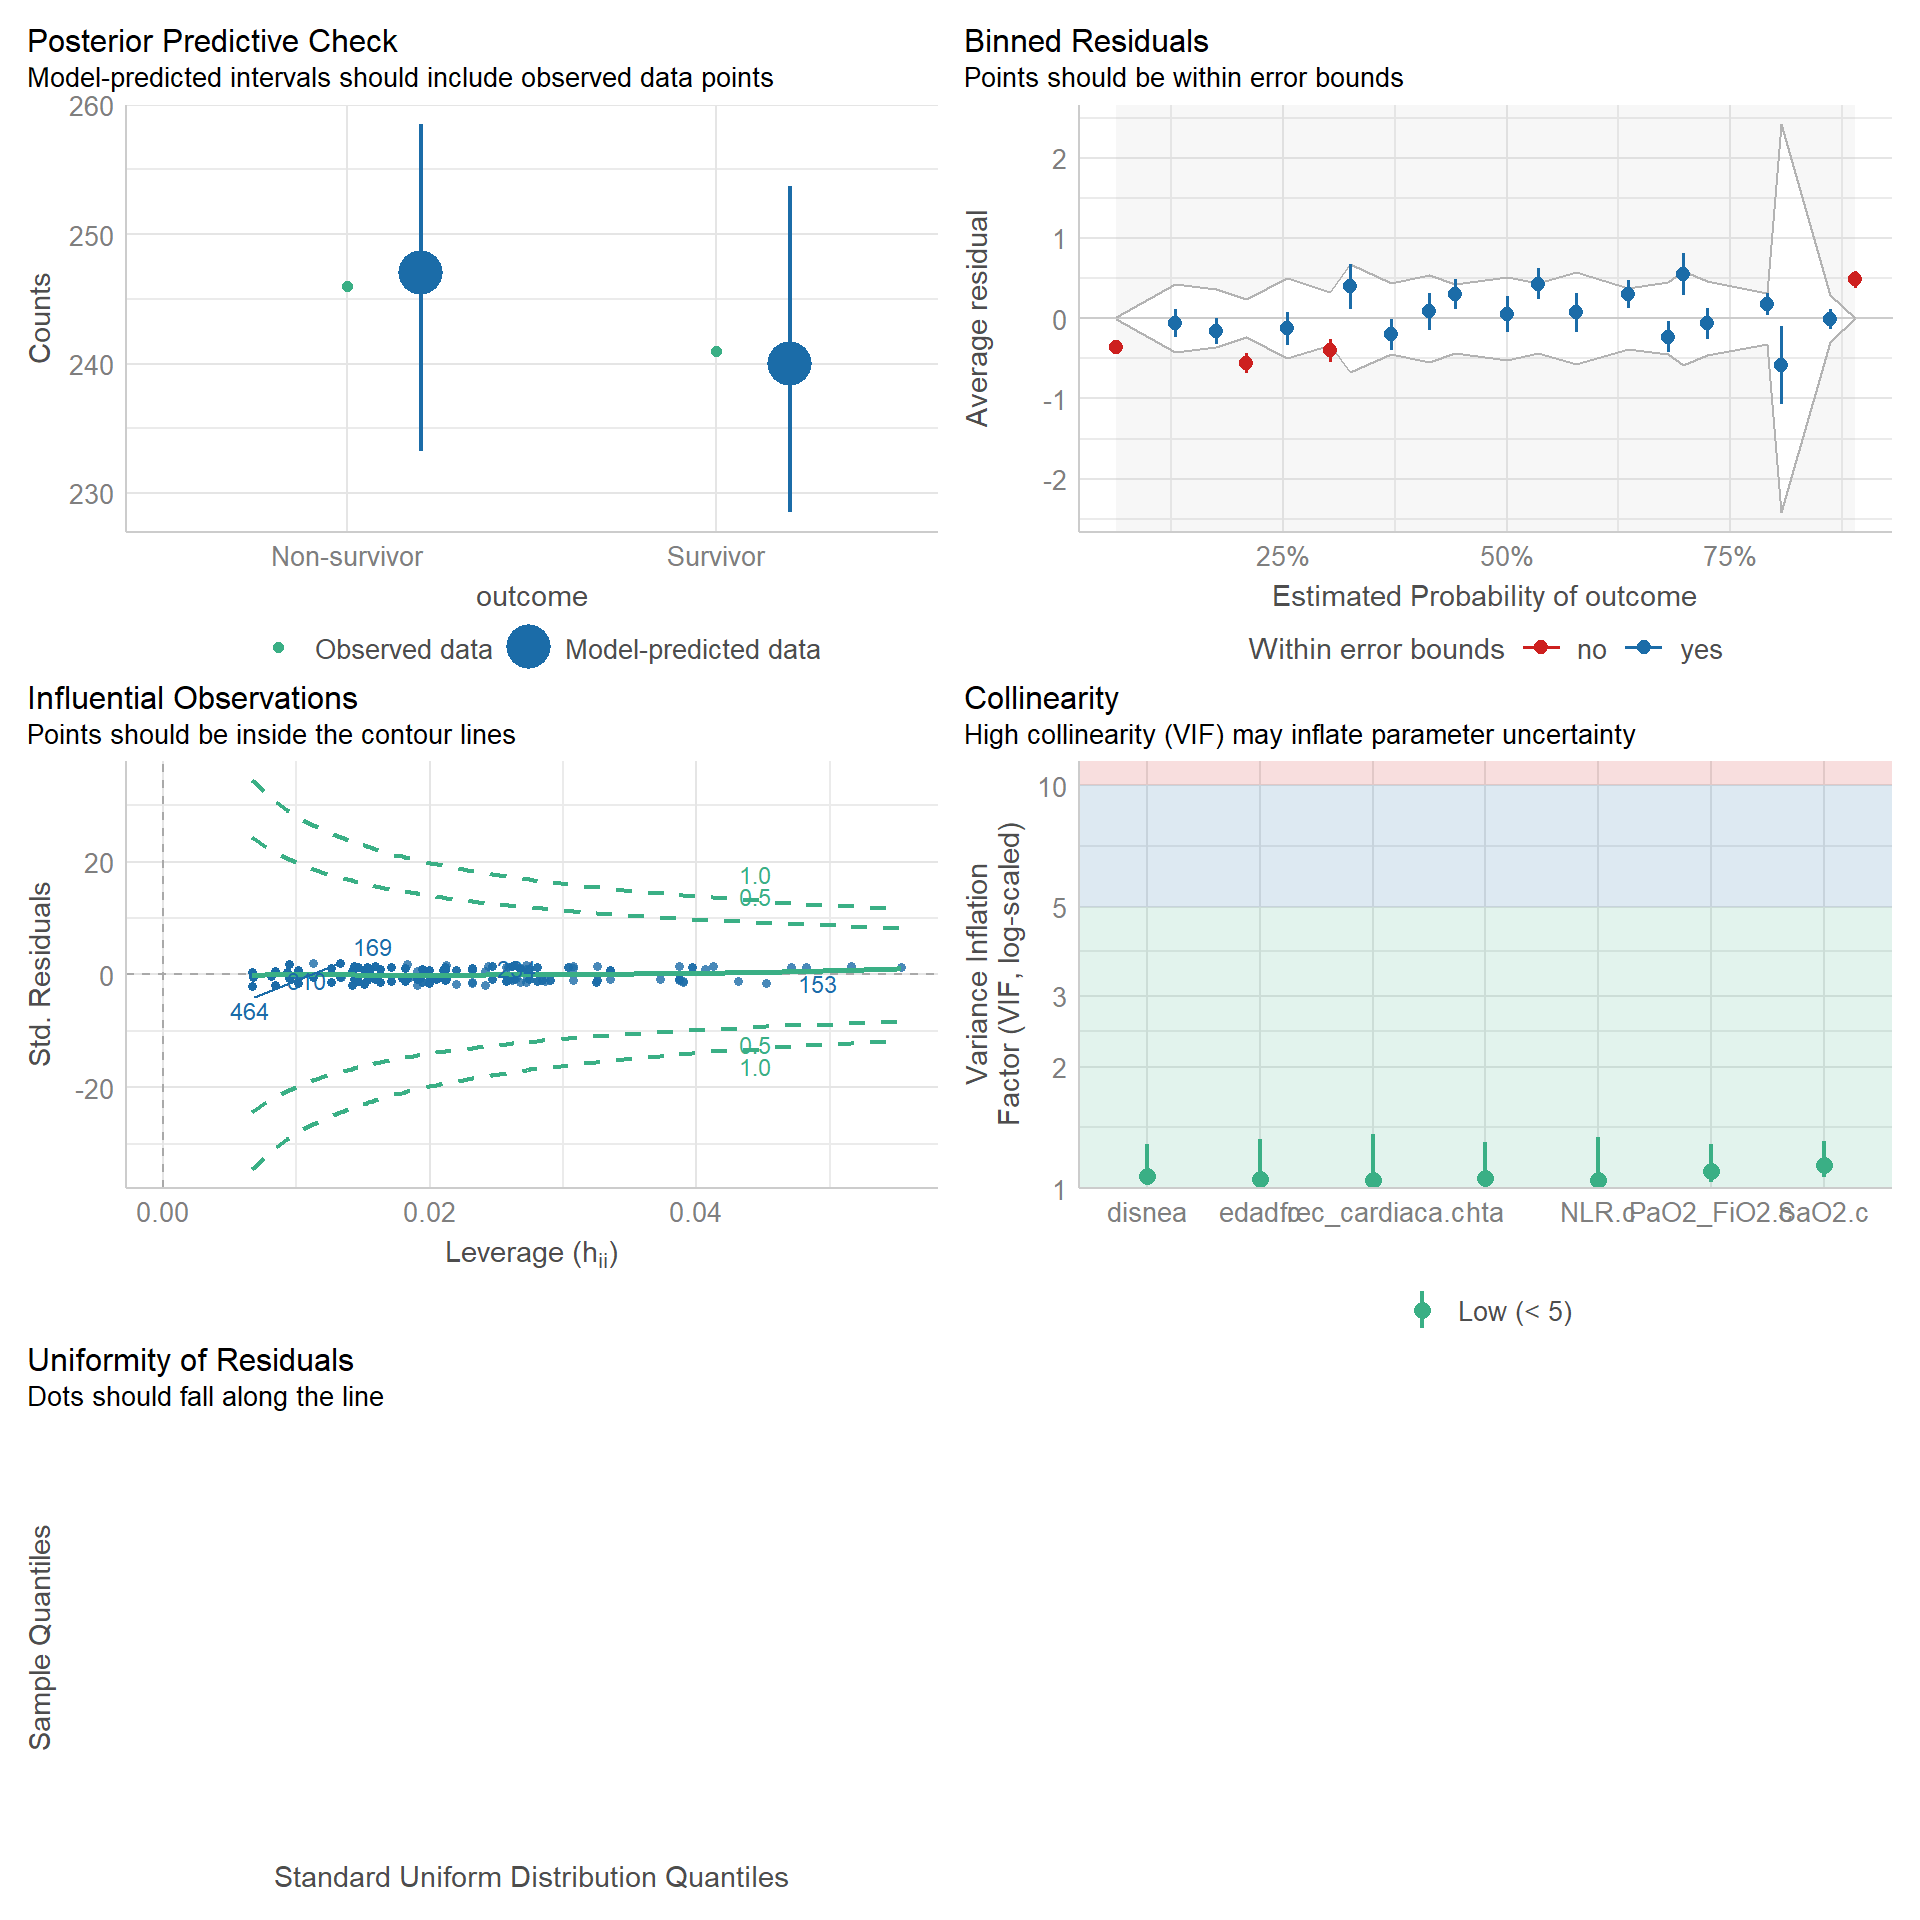 Posterior Predictive Check
Model-predicted intervals should include observed data points
260
250
240
230
Counts
Non-survivor
Survivor
outcome
Observed data
Model-predicted data
Binned Residuals
Points should be within error bounds
2
1
0
-1
-2
Average residual
25%
50%
75%
Estimated Probability of outcome
Within error bounds
no
yes
Influential Observations
Points should be inside the contour lines
20
0
-20
Std. Residuals
1.0
0.5
169
464
153
0.5
1.0
0.00
0.02
0.04
Leverage (hii)
Collinearity
High collinearity (VIF) may inflate parameter uncertainty
10
5
3
2
1
Variance Inflation
Factor (VIF, log-scaled)
disnea
edad.c
frec_cardiaca.c
hta
NLR.c
PaO2_FiO2.c
SaO2.c
Low (< 5)
Uniformity of Residuals
Dots should fall along the line
Sample Quantiles
Standard Uniform Distribution Quantiles